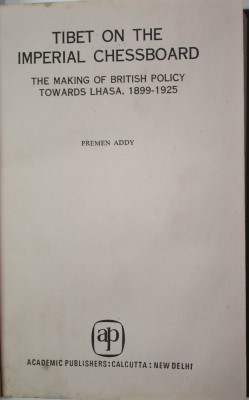 TIBET ON THE
IMPERIAL CHESSBOARD
THE MAKING OF BRITISH POLICY
TOWARDS LHASA, 1899-1925
PREMEN ADDY
ap
ACADEMIC PUBLISHERS : CALCUTTA : NEW DELHI